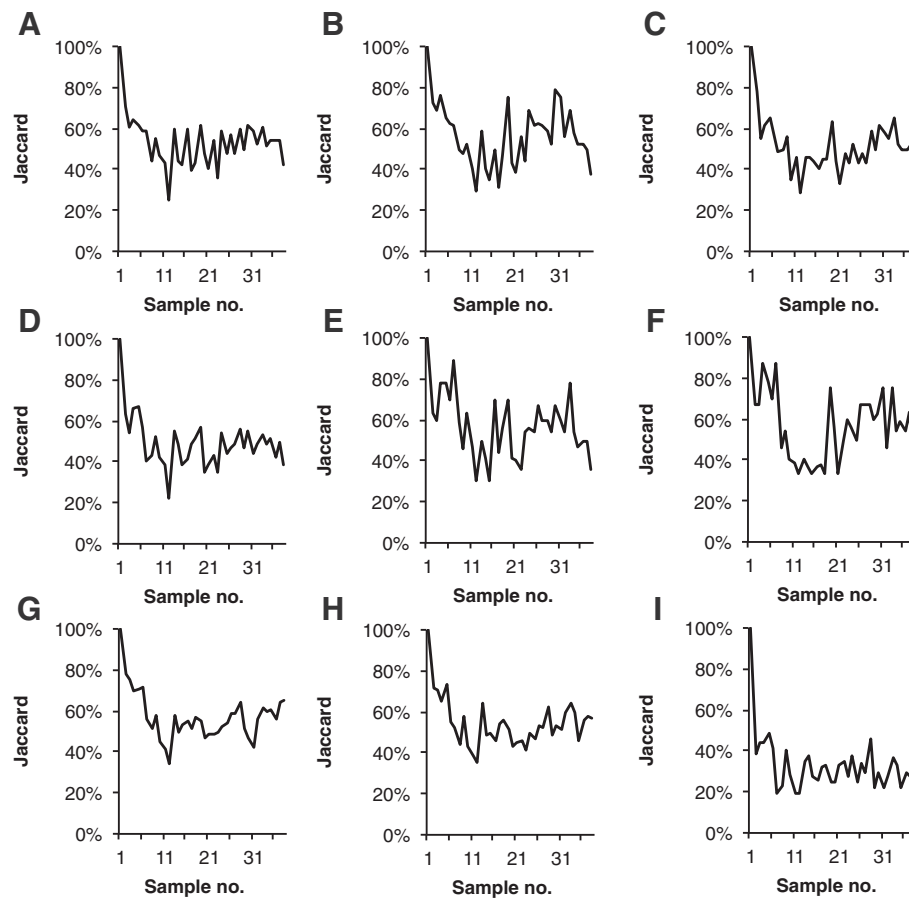 A B C
100% 100% 100%
80% 80% 80%
60% 60% 60%
40% 40% 40%
20% 20% 20%
0% 0% 0%
Jaccard Jaccard Jaccard
1 11 21 31 1 11 21 31 1 11 21 31
Sample no. Sample no. Sample no.
D E F
100% 100% 100%
80% 80% 80%
60% 60% 60%
40% 40% 40%
20% 20% 20%
0% 0% 0%
Jaccard Jaccard Jaccard
1 11 21 31 1 11 21 31 1 11 21 31
Sample no. Sample no. Sample no.
G H I
100% 100% 100%
80% 80% 80%
60% 60% 60%
40% 40% 40%
20% 20% 20%
0% 0% 0%
Jaccard Jaccard Jaccard
1 11 21 31 1 11 21 31 1 11 21 31
Sample no. Sample no. Sample no.